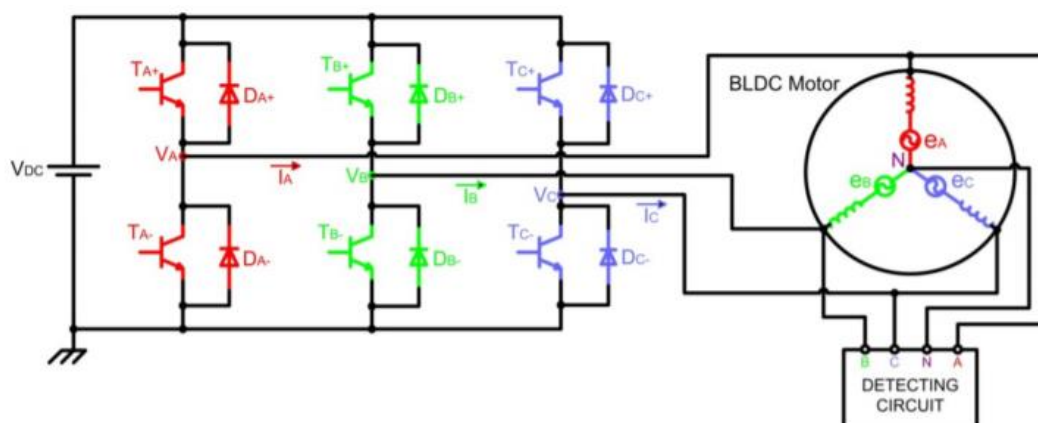 TA+
DA+
TB+
DB+
TC+
DC+
BLDC Motor
VDC
VA
IA
VB
IB
VC
IC
eA
N
eB
eC
TA-
DA-
TB-
DB-
TC-
DC-
B C N A
DETECTING
CIRCUIT